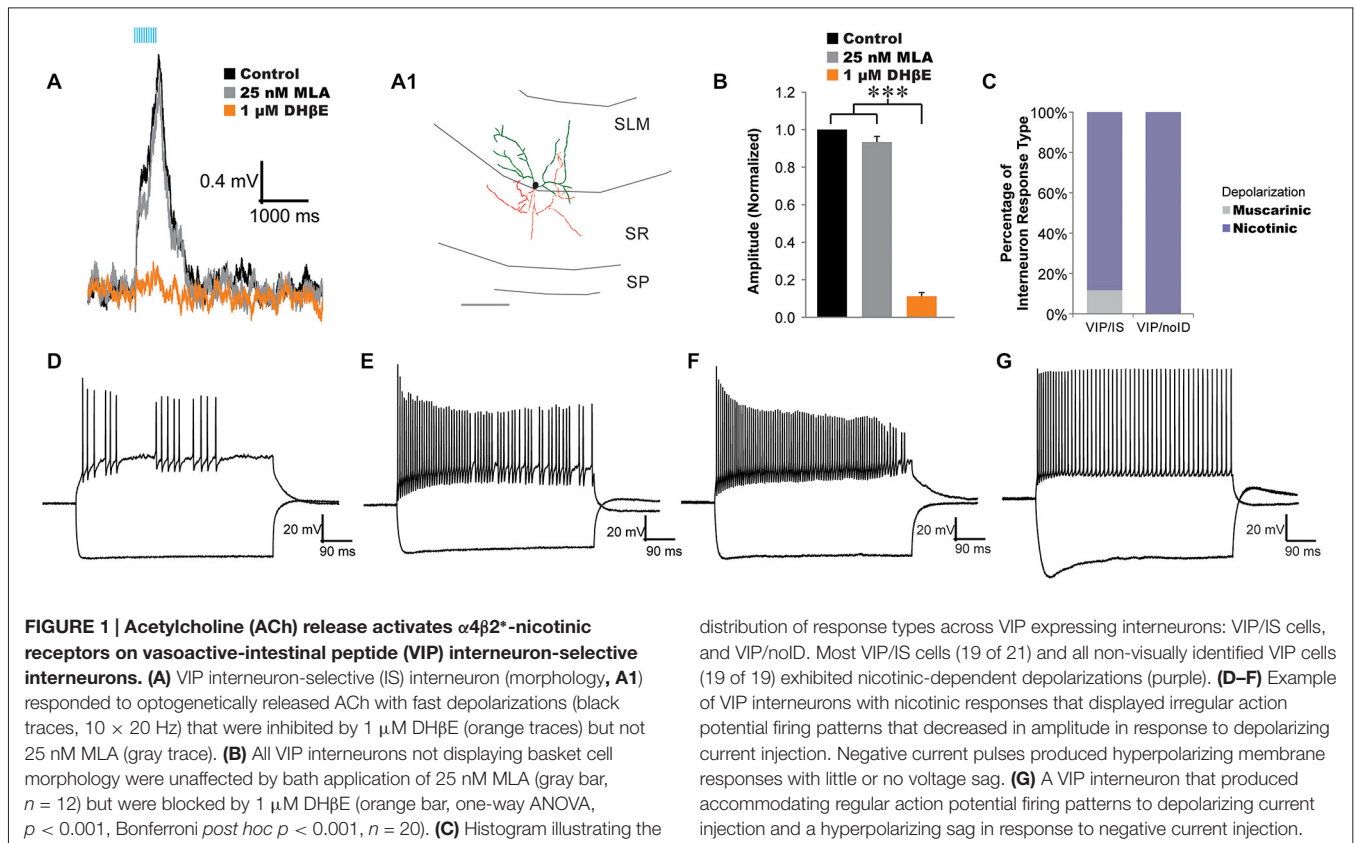 A
Control
25 nM MLA
1 µM DHβE
0.4 mV
1000 ms
A1
SLM
SR
SP
B
Control
25 nM MLA
1 µM DHβE
***
Amplitude (Normalized)
1.2
1.0
0.8
0.6
0.4
0.2
0.0
C
Percentage of
Interneuron Response Type
100%
80%
60%
40%
20%
0%
VIP/IS
VIP/noID
Depolarization
Muscarinic
Nicotinic
D
20 mV
90 ms
E
20 mV
90 ms
F
20 mV
90 ms
G
20 mV
90 ms
FIGURE 1 | Acetylcholine (ACh) release activates α4β2*-nicotinic
receptors on vasoactive-intestinal peptide (VIP) interneuron-selective
interneurons. (A) VIP interneuron-selective (IS) interneuron (morphology, A1)
responded to optogenetically released ACh with fast depolarizations (black
traces, 10 × 20 Hz) that were inhibited by 1 µM DHβE (orange traces) but not
25 nM MLA (gray trace). (B) All VIP interneurons not displaying basket cell
morphology were unaffected by bath application of 25 nM MLA (gray bar,
n = 12) but were blocked by 1 µM DHβE (orange bar, one-way ANOVA,
p < 0.001, Bonferroni post hoc p < 0.001, n = 20). (C) Histogram illustrating the
distribution of response types across VIP expressing interneurons: VIP/IS cells,
and VIP/noID. Most VIP/IS cells (19 of 21) and all non-visually identified VIP cells
(19 of 19) exhibited nicotinic-dependent depolarizations (purple). (D–F) Example
of VIP interneurons with nicotinic responses that displayed irregular action
potential firing patterns that decreased in amplitude in response to depolarizing
current injection. Negative current pulses produced hyperpolarizing membrane
responses with little or no voltage sag. (G) A VIP interneuron that produced
accommodating regular action potential firing patterns to depolarizing current
injection and a hyperpolarizing sag in response to negative current injection.